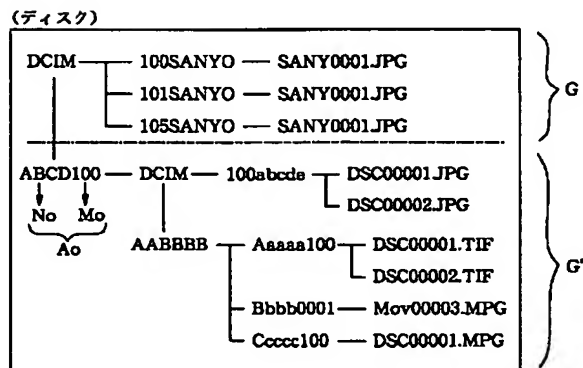 (ディスク)
DCIM 100SANYO SANY0001.JPG
101SANYO SANY0001.JPG
105SANYO SANY0001.JPG
G
ABCD100 DCIM 100abcde DSC00001.JPG
DSC00002.JPG
No Mo
Ao
AABBBB Aaaaa100 DSC00001.TIF
DSC00002.TIF
G'
Bbbb0001 Mov00003.MPG
Ccccc100 DSC00001.MPG